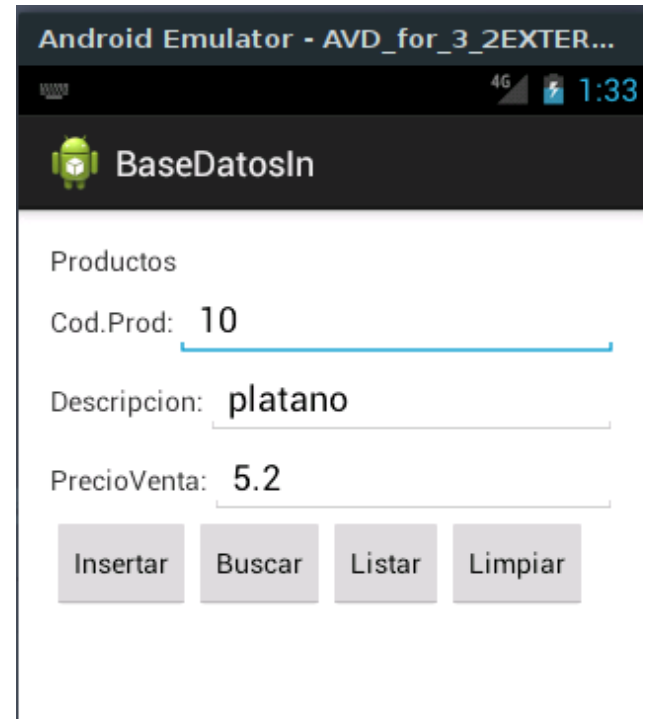 Android Emulator - AVD_for_3_2EXTER...
4G 1:33
BaseDatosIn
Productos
Cod.Prod: 10
Descripcion: platano
PrecioVenta: 5.2
Insertar Buscar Listar Limpiar